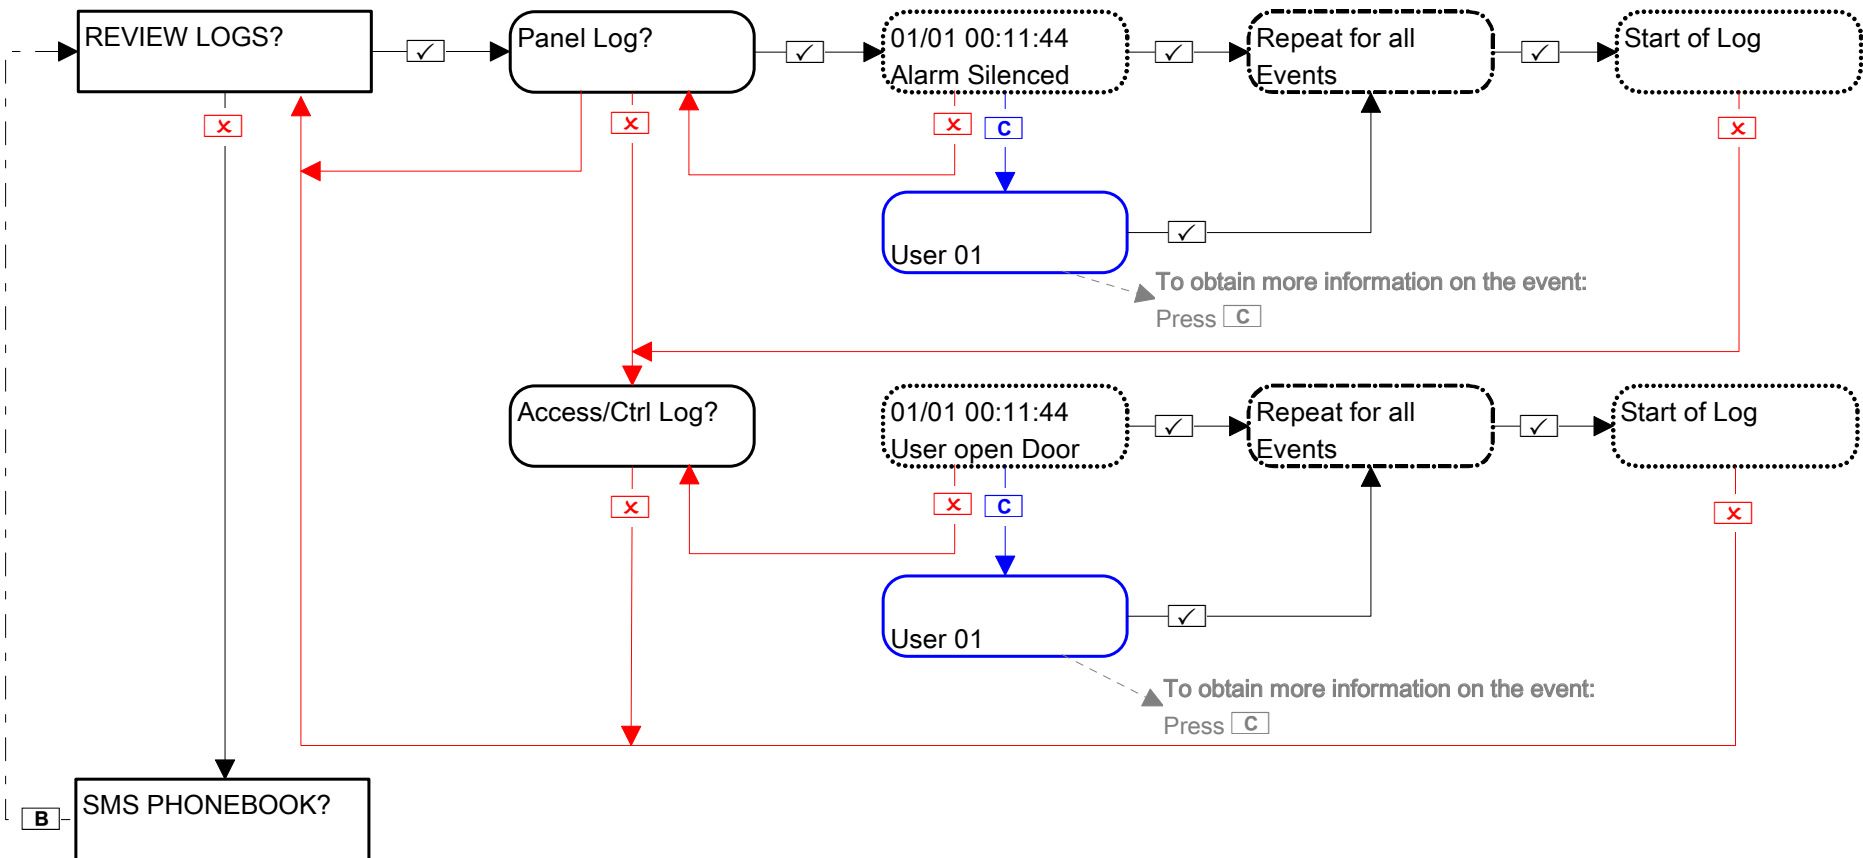 REVIEW LOGS?
✓
Panel Log?
✓
01/01 00:11:44
Alarm Silenced
✓
Repeat for all
Events
✓
Start of Log
x
x
x
C
x
User 01
✓
To obtain more information on the event:
Press C
Access/Ctrl Log?
01/01 00:11:44
User open Door
✓
Repeat for all
Events
✓
Start of Log
x
x
C
x
User 01
✓
To obtain more information on the event:
Press C
SMS PHONEBOOK?
B